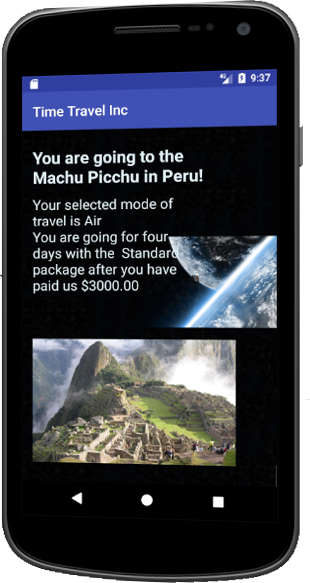 4G 9:37
Time Travel Inc
You are going to the
Machu Picchu in Peru!
Your selected mode of
travel is Air
You are going for four
days with the  Standard
package after you have
paid us $3000.00